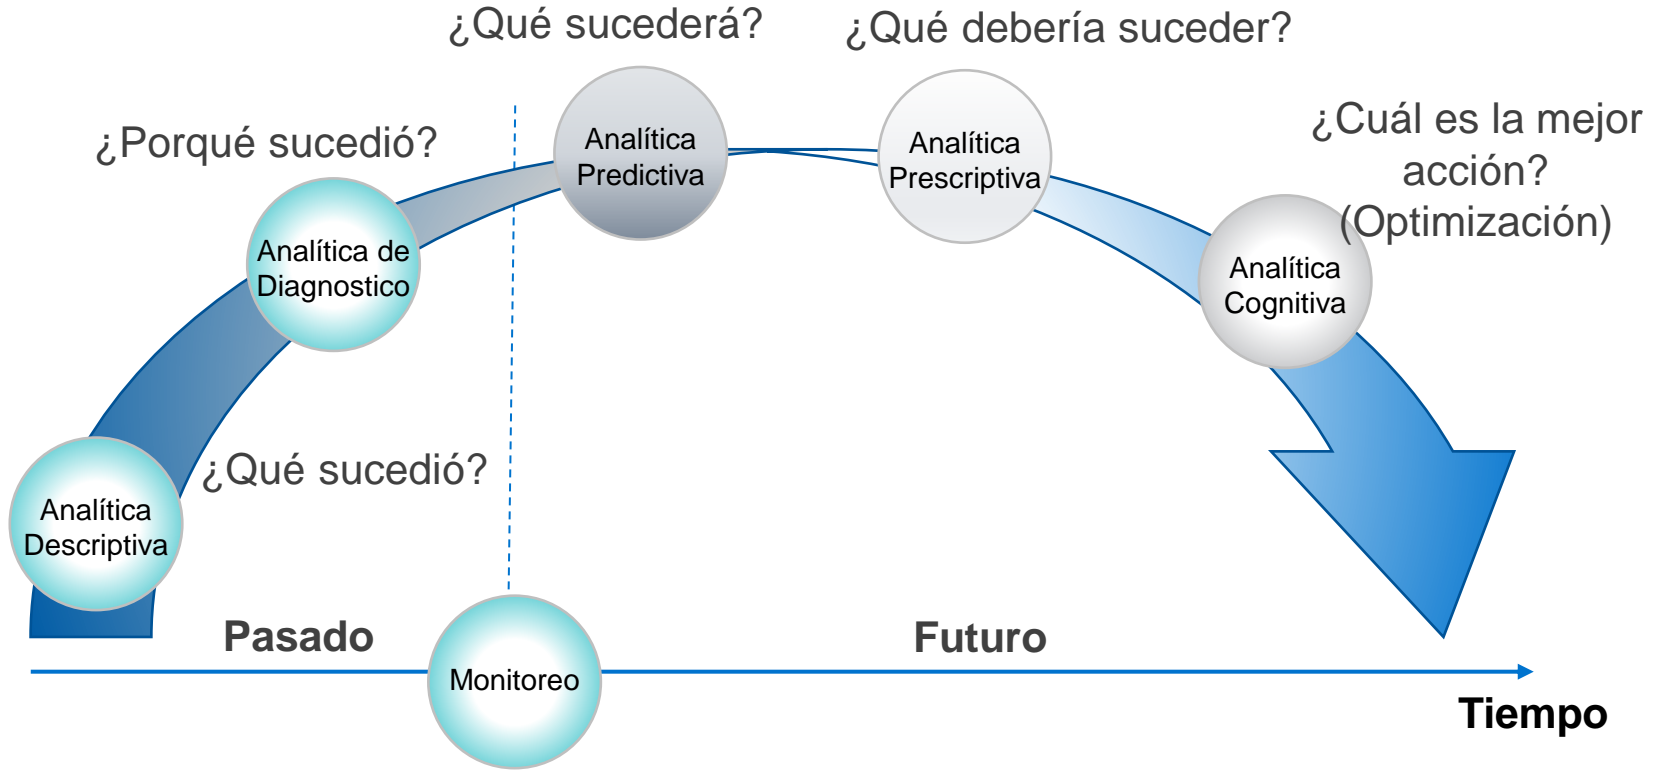 ¿Qué sucederá?
¿Qué debería suceder?
¿Porqué sucedió?
¿Cuál es la mejor
acción?
(Optimización)
Analítica
Predictiva
Analítica
Prescriptiva
Analítica de
Diagnostico
Analítica
Cognitiva
¿Qué sucedió?
Analítica
Descriptiva
Pasado
Futuro
Monitoreo
Tiempo